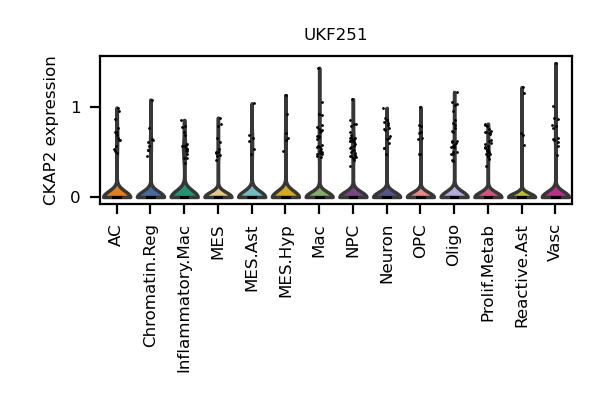 UKF251
CKAP2 expression
1
0
AC
Chromatin.Reg
Inflammatory.Mac
MES
MES.Ast
MES.Hyp
Mac
NPC
Neuron
OPC
Oligo
Prolif.Metab
Reactive.Ast
Vasc